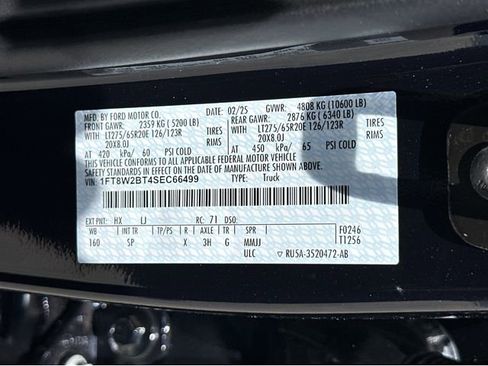 MFD. BY FORD MOTOR CO. 02/25 GVWR: 4808 KG (10600 LB)
FRONT GAWR: 2359 KG (5200 LB) REAR GAWR: 2876 KG (6340 LB)
WITH LT275/65R20E 126/123R TIRES WITH LT275/65R20E 126/123R TIRES
20X8.0J RIMS 20X8.0J RIMS
AT 420 kPa/ 60 PSI COLD AT 450 kPa/ 65 PSI COLD
THIS VEHICLE CONFORMS TO ALL APPLICABLE FEDERAL MOTOR VEHICLE
SAFETY STANDARDS IN EFFECT ON THE DATE OF MANUFACTURE SHOWN ABOVE.
VIN: 1FT8W2BT4SEC66499 TYPE: Truck
EXT PNT: HX LJ RC: 71 DSO:
WB INT TR TP/PS R AXLE TR SPR F0246
160 SP X 3H G MMJJ T1256
ULC RU5A-3520472-AB